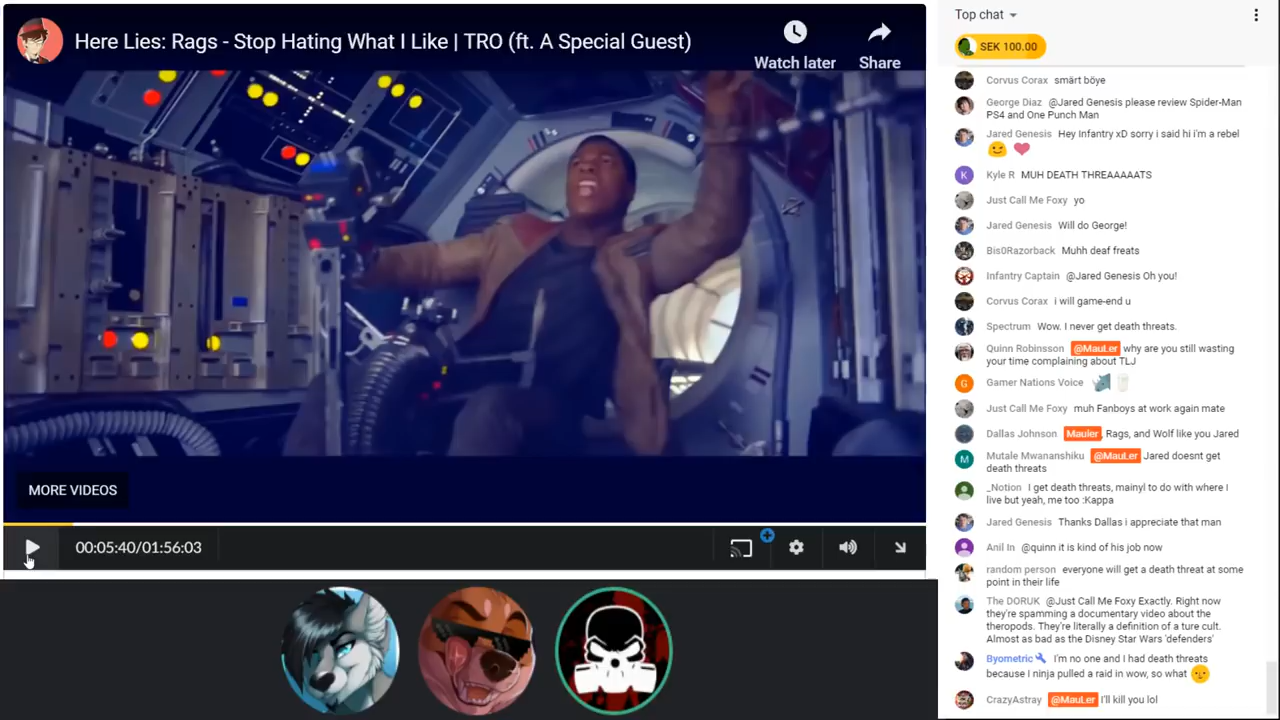 Here Lies: Rags - Stop Hating What I Like | TRO (ft. A Special Guest)
Watch later
Share
MORE VIDEOS
00:05:40/01:56:03
Top chat
SEK 100.00
Corvus Corax smärt böye
George Diaz @Jared Genesis please review Spider-Man
PS4 and One Punch Man
Jared Genesis Hey Infantry xD sorry i said hi i'm a rebel
K
Kyle R MUH DEATH THREAAAAATS
Just Call Me Foxy yo
Jared Genesis Will do George!
Bis0Razorback Muhh deaf freats
Infantry Captain @Jared Genesis Oh you!
Corvus Corax i will game-end u
Spectrum Wow. I never get death threats.
Quinn Robinsson @MauLer why are you still wasting
your time complaining about TLJ
G
Gamer Nations Voice
Just Call Me Foxy muh Fanboys at work again mate
Dallas Johnson Mauler, Rags, and Wolf like you Jared
M
Mutale Mwananshiku @MauLer Jared doesnt get
death threats
_Notion I get death threats, mainyl to do with where I
live but yeah, me too :Kappa
Jared Genesis Thanks Dallas i appreciate that man
Anil In @quinn it is kind of his job now
random person everyone will get a death threat at some
point in their life
The DORUK @Just Call Me Foxy Exactly. Right now
they're spamming a documentary video about the
theropods. They're literally a definition of a ture cult.
Almost as bad as the Disney Star Wars 'defenders'
Byometric I'm no one and I had death threats
because I ninja pulled a raid in wow, so what
CrazyAstray @MauLer I'll kill you lol